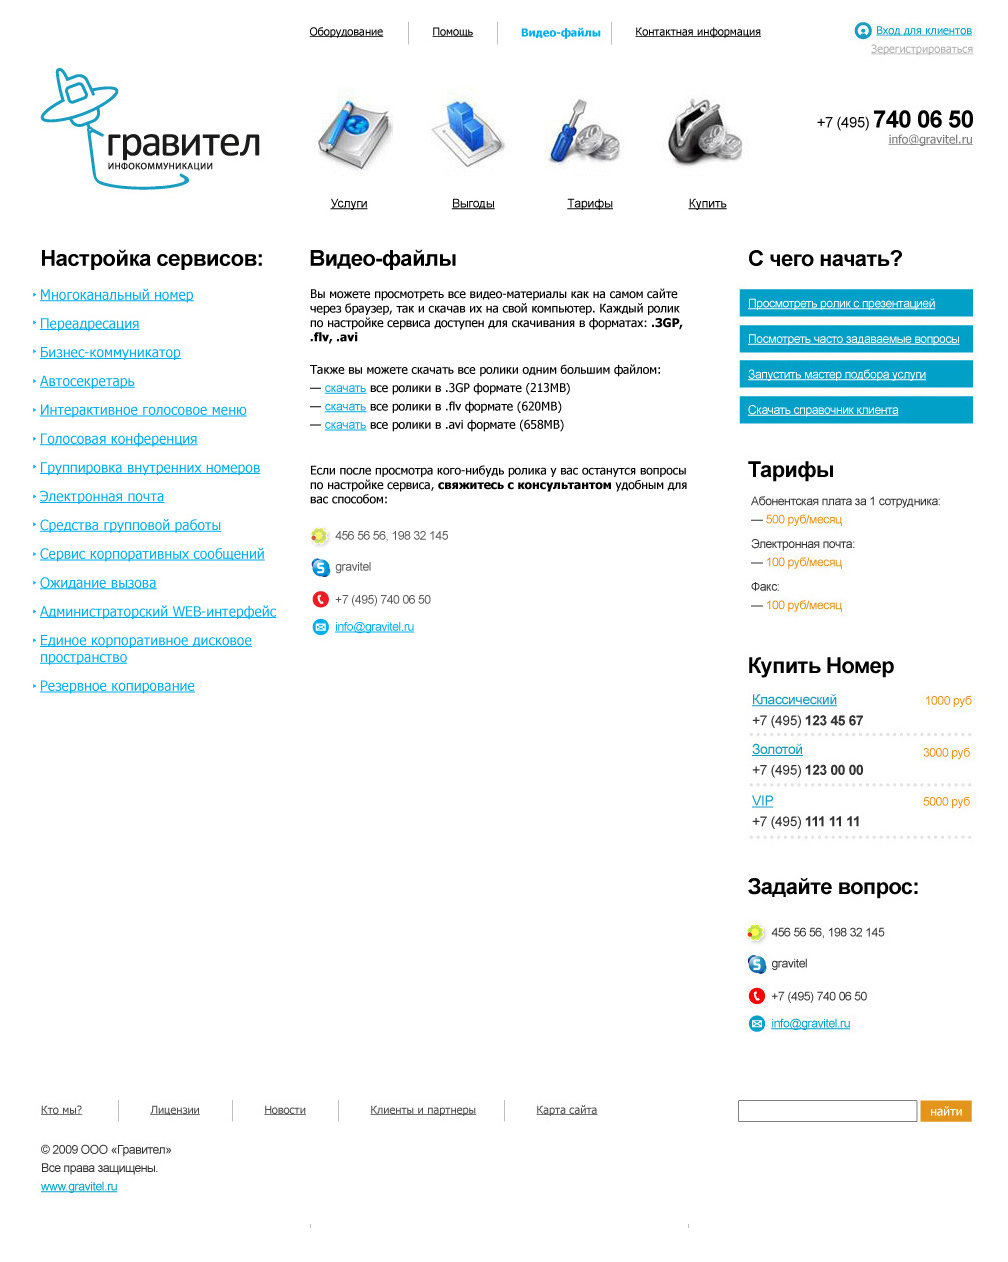 Оборудование
Помощь
Видео-файлы
Контактная информация
Вход для клиентов
Зерегистрироваться
гравител
ИНФОКОММУНИКАЦИИ
+7 (495) 740 06 50
info@gravitel.ru
Услуги
Выгоды
Тарифы
Купить
Настройка сервисов:
Многоканальный номер
Переадресация
Бизнес-коммуникатор
Автосекретарь
Интерактивное голосовое меню
Голосовая конференция
Группировка внутренних номеров
Электронная почта
Средства групповой работы
Сервис корпоративных сообщений
Ожидание вызова
Администраторский WEB-интерфейс
Единое корпоративное дисковое
пространство
Резервное копирование
Видео-файлы
Вы можете просмотреть все видео-материалы как на самом сайте
через браузер, так и скачав их на свой компьютер. Каждый ролик
по настройке сервиса доступен для скачивания в форматах: .3GP,
.flv, .avi
Также вы можете скачать все ролики одним большим файлом:
— скачать все ролики в .3GP формате (213MB)
— скачать все ролики в .flv формате (620MB)
— скачать все ролики в .avi формате (658MB)
Если после просмотра кого-нибудь ролика у вас останутся вопросы
по настройке сервиса, свяжитесь с консультантом удобным для
вас способом:
456 56 56, 198 32 145
gravitel
+7 (495) 740 06 50
info@gravitel.ru
С чего начать?
Просмотреть ролик с презентацией
Посмотреть часто задаваемые вопросы
Запустить мастер подбора услуги
Скачать справочник клиента
Тарифы
Абонентская плата за 1 сотрудника:
— 500 руб/месяц
Электронная почта:
— 100 руб/месяц
Факс:
— 100 руб/месяц
Купить Номер
Классический 1000 руб
+7 (495) 123 45 67
Золотой 3000 руб
+7 (495) 123 00 00
VIP 5000 руб
+7 (495) 111 11 11
Задайте вопрос:
456 56 56, 198 32 145
gravitel
+7 (495) 740 06 50
info@gravitel.ru
Кто мы?
Лицензии
Новости
Клиенты и партнеры
Карта сайта
найти
© 2009 ООО «Гравител»
Все права защищены.
www.gravitel.ru